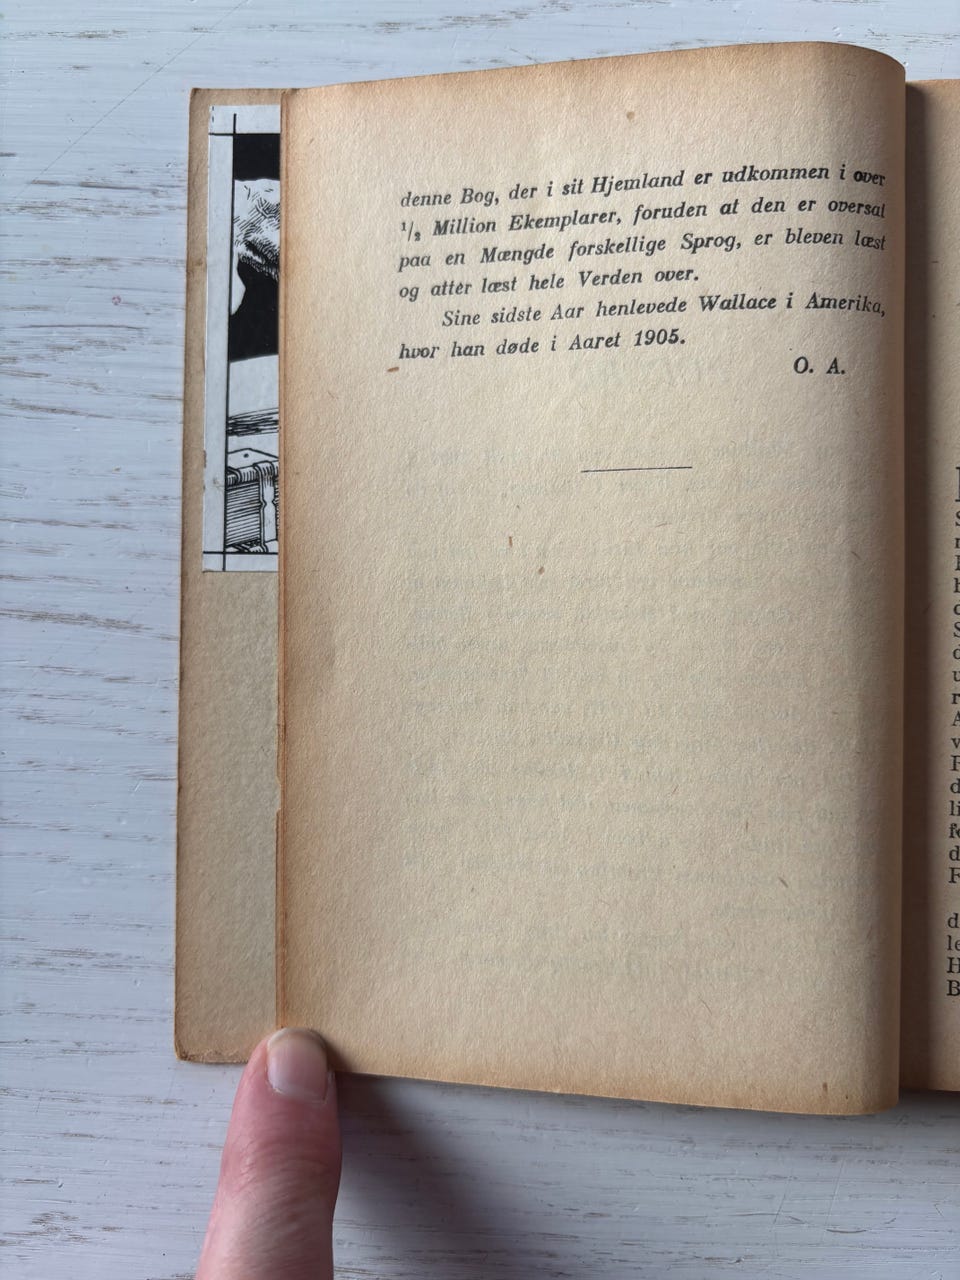 denne Bog, der i sit Hjemland er udkommen i over
1/2 Million Ekemplarer, foruden at den er oversat
paa en Mængde forskellige Sprog, er bleven læst
og atter læst hele Verden over.
Sine sidste Aar henlevede Wallace i Amerika,
hvor han døde i Aaret 1905.
O. A.